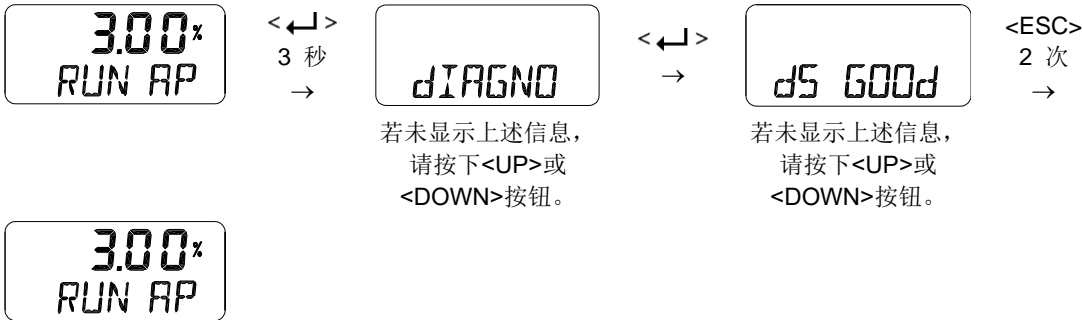 3.00%
RUN AP
<↵>
3 秒
→
dIAGNO
若未显示上述信息，
请按下<UP>或
<DOWN>按钮。
<↵>
→
dS GOOd
若未显示上述信息，
请按下<UP>或
<DOWN>按钮。
<ESC>
2 次
→
3.00%
RUN AP